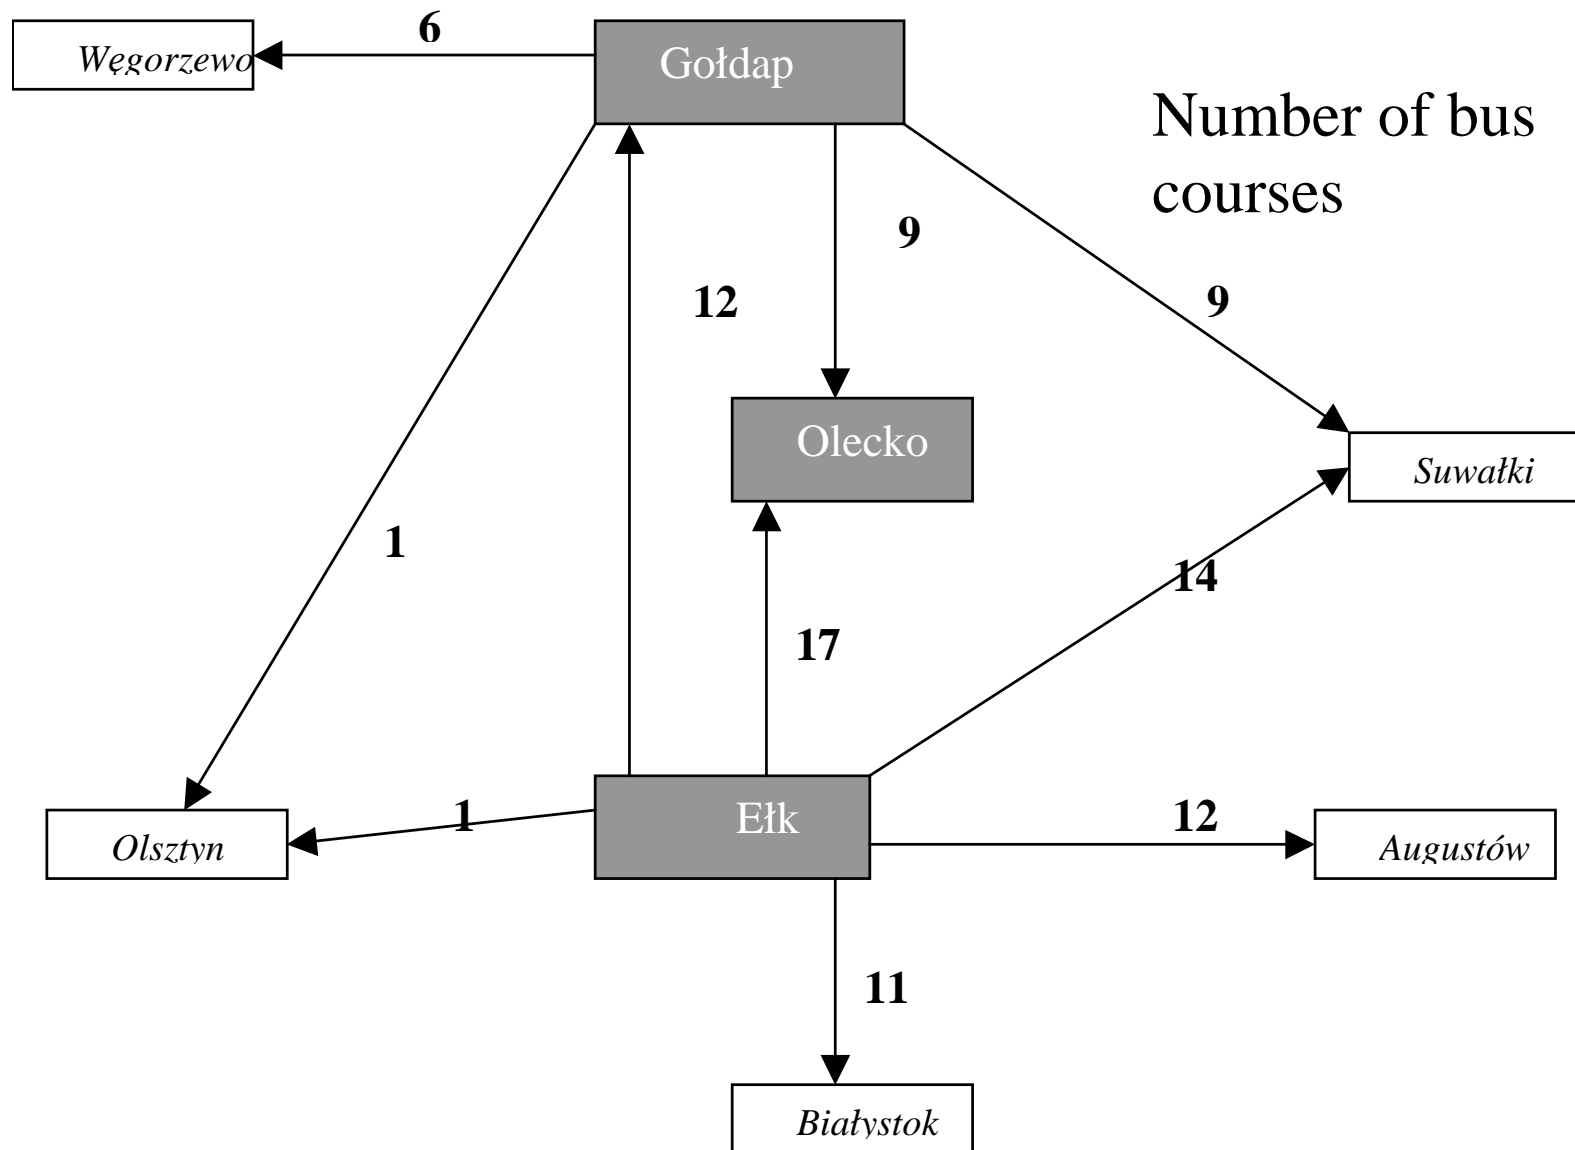 6
Węgorzewo
Gołdap
Number of bus
courses
9
12
9
Olecko
Suwałki
1
14
17
Olsztyn
1
Ełk
12
Augustów
11
Białystok